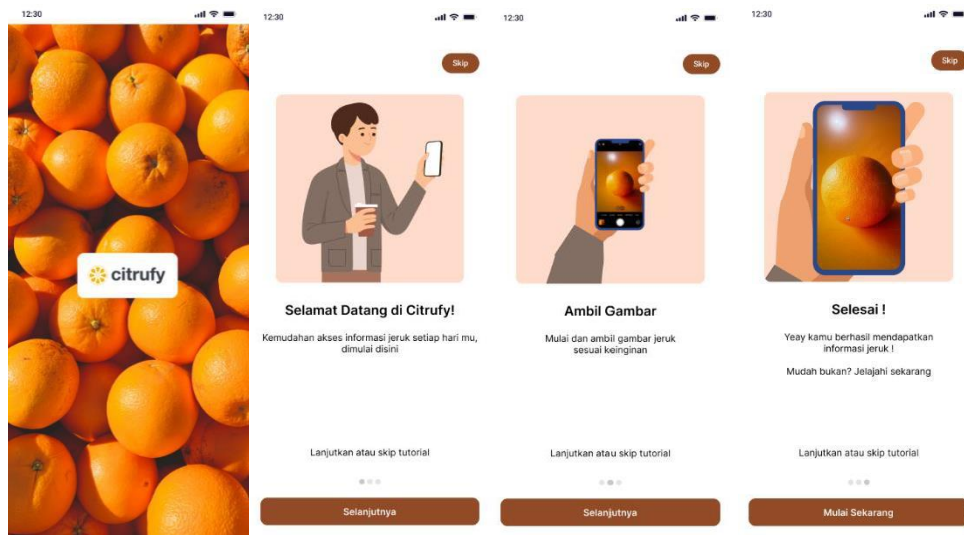 12:30
citrufy
12:30
Skip
Selamat Datang di Citrufy!
Kemudahan akses informasi jeruk setiap hari mu,
dimulai disini
Lanjutkan atau skip tutorial
Selanjutnya
12:30
Skip
Ambil Gambar
Mulai dan ambil gambar jeruk
sesuai keinginan
Lanjutkan atau skip tutorial
Selanjutnya
12:30
Skip
Selesai !
Yeay kamu berhasil mendapatkan
informasi jeruk !
Mudah bukan? Jelajahi sekarang
Lanjutkan atau skip tutorial
Mulai Sekarang